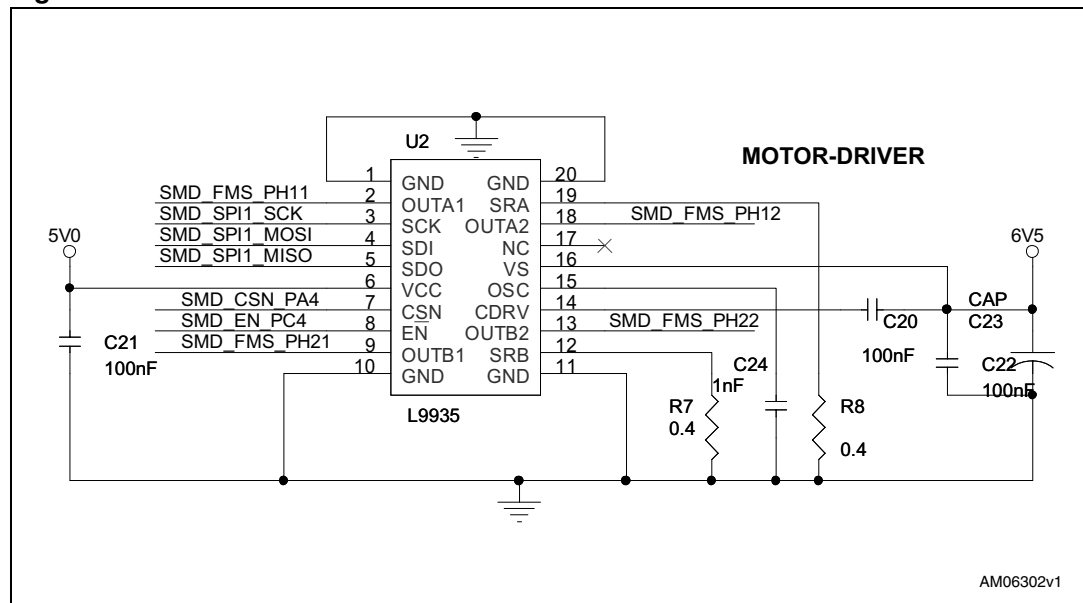 U2
MOTOR-DRIVER
1 GND GND 20
SMD_FMS_PH11 2 OUTA1 SRA 19
SMD_SPI1_SCK 3 SCK OUTA2 18 SMD_FMS_PH12
SMD_SPI1_MOSI 4 SDI NC 17
SMD_SPI1_MISO 5 SDO VS 16
5V0 6 VCC OSC 15 6V5
SMD_CSN_PA4 7 CSN CDRV 14
SMD_EN_PC4 8 EN OUTB2 13 SMD_FMS_PH22
SMD_FMS_PH21 9 OUTB1 SRB 12
10 GND GND 11
L9935
C21
100nF
C20
100nF
CAP
C23
C22
100nF
C24
1nF
R7
0.4
R8
0.4
AM06302v1